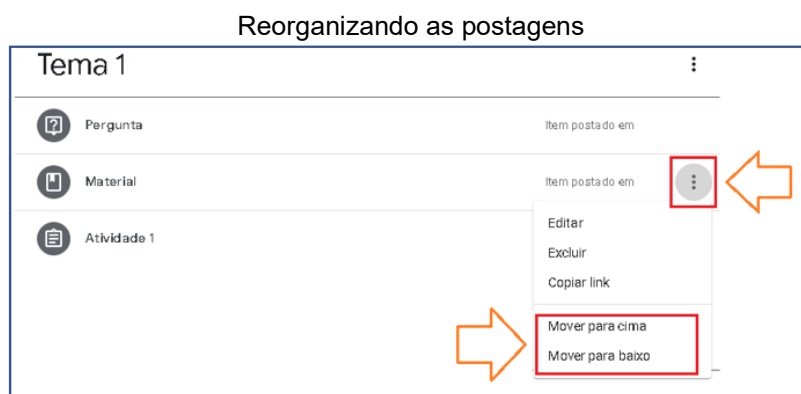 Reorganizando as postagens
Tema 1
Pergunta Item postado em
Material Item postado em
Atividade 1
Editar
Excluir
Copiar link
Mover para cima
Mover para baixo